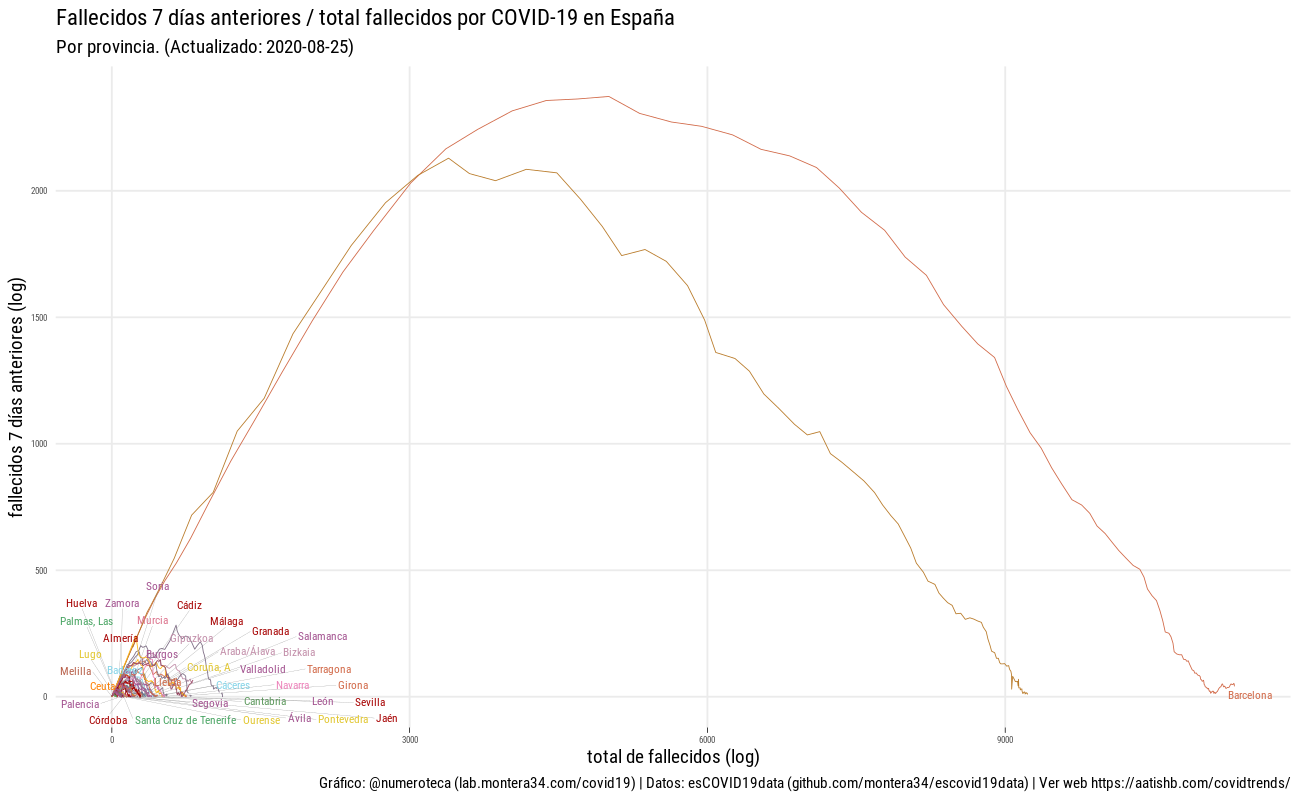 Fallecidos 7 días anteriores / total fallecidos por COVID-19 en España
Por provincia. (Actualizado: 2020-08-25)
fallecidos 7 días anteriores (log)
2000
1500
1000
500
0
Soria
Huelva
Zamora
Cádiz
Palmas, Las
Murcia
Málaga
Almería
Gipuzkoa
Granada
Salamanca
Lugo
Burgos
Araba/Álava
Bizkaia
Melilla
Coruña, A
Valladolid
Tarragona
Ceuta
Lleida
Cáceres
Navarra
Girona
Palencia
Segovia
Cantabria
León
Sevilla
Barcelona
Córdoba
Santa Cruz de Tenerife
Ourense
Ávila
Pontevedra
Jaén
0
3000
6000
9000
total de fallecidos (log)
Gráfico: @numeroteca (lab.montera34.com/covid19) | Datos: esCOVID19data (github.com/montera34/escovid19data) | Ver web https://aatishb.com/covidtrends/